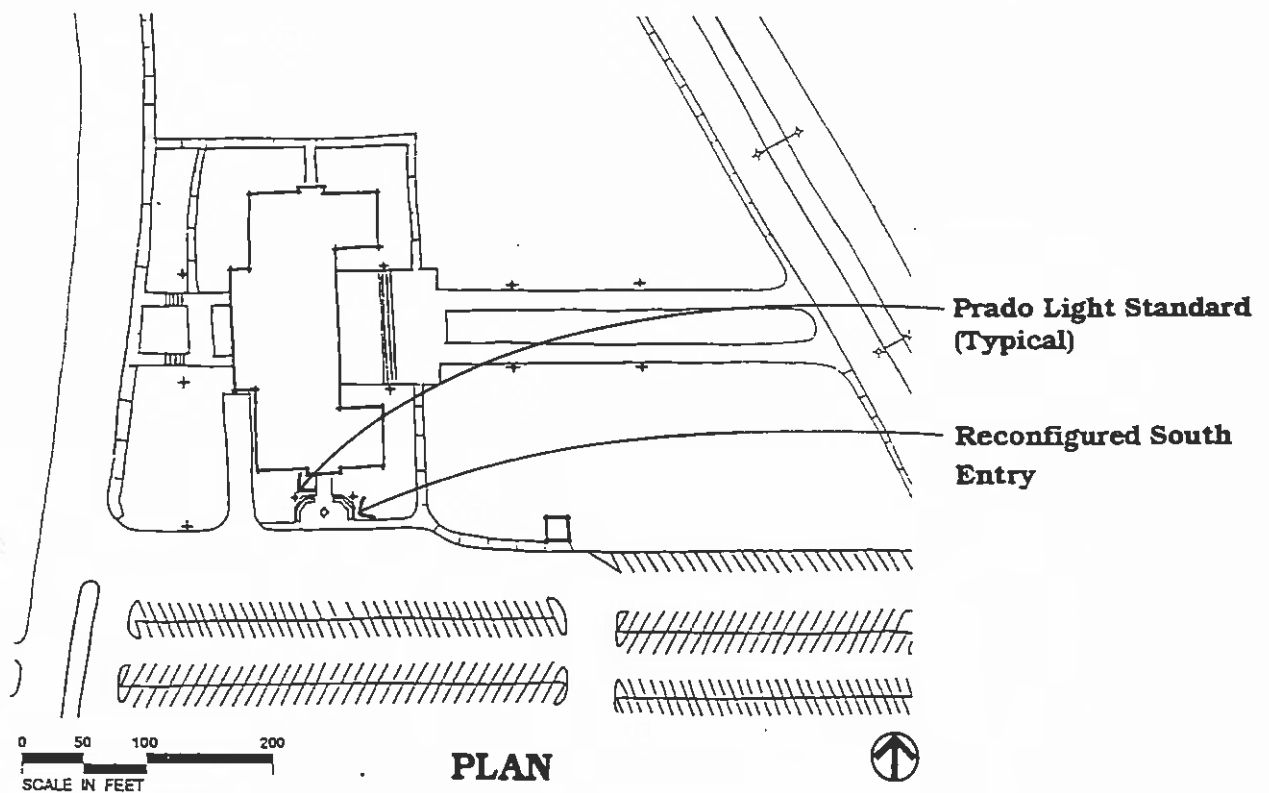 Prado Light Standard
(Typical)
Reconfigured South
Entry
0 50 100 200
SCALE IN FEET
PLAN